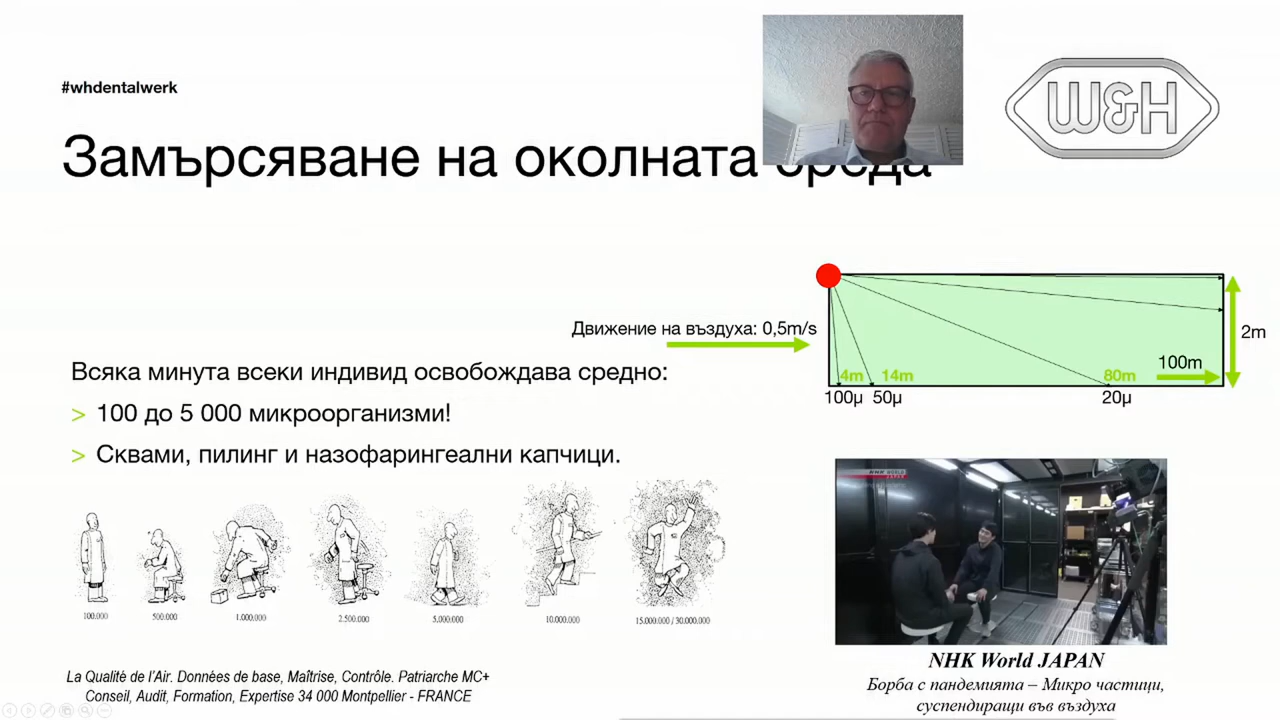 #whdentalwerk
W&H
Замърсяване на околната среда
Движение на въздуха: 0,5m/s
2m
100m
4m 14m 80m
100μ 50μ 20μ
Всяка минута всеки индивид освобождава средно:
> 100 до 5 000 микроорганизми!
> Сквами, пилинг и назофарингеални капчици.
100.000 500.000 1.000.000 2.500.000 5.000.000 10.000.000 15.000.000 / 30.000.000
NHK WORLD
JAPAN
NHK World JAPAN
Борба с пандемията – Микро частици,
суспендиращи във въздуха
La Qualité de l'Air. Données de base, Maîtrise, Contrôle. Patriarche MC+
Conseil, Audit, Formation, Expertise 34 000 Montpellier - FRANCE